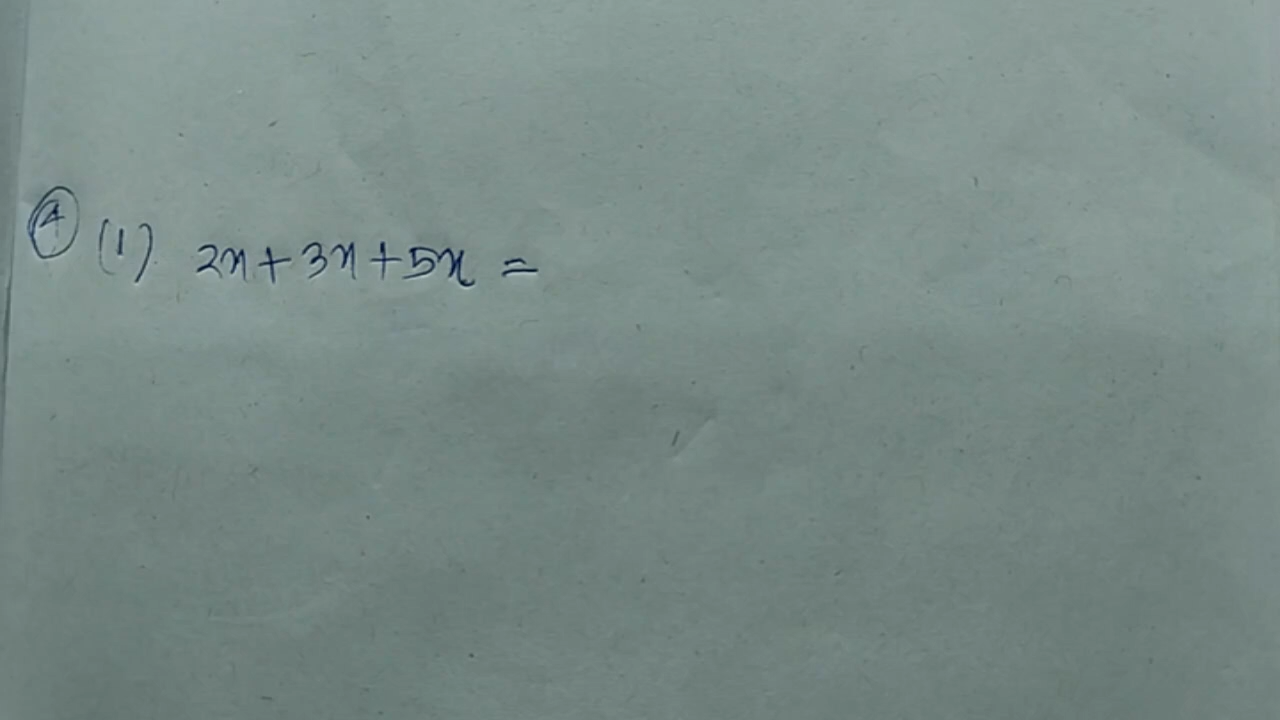 ④ (1) 2x+3x+5x =